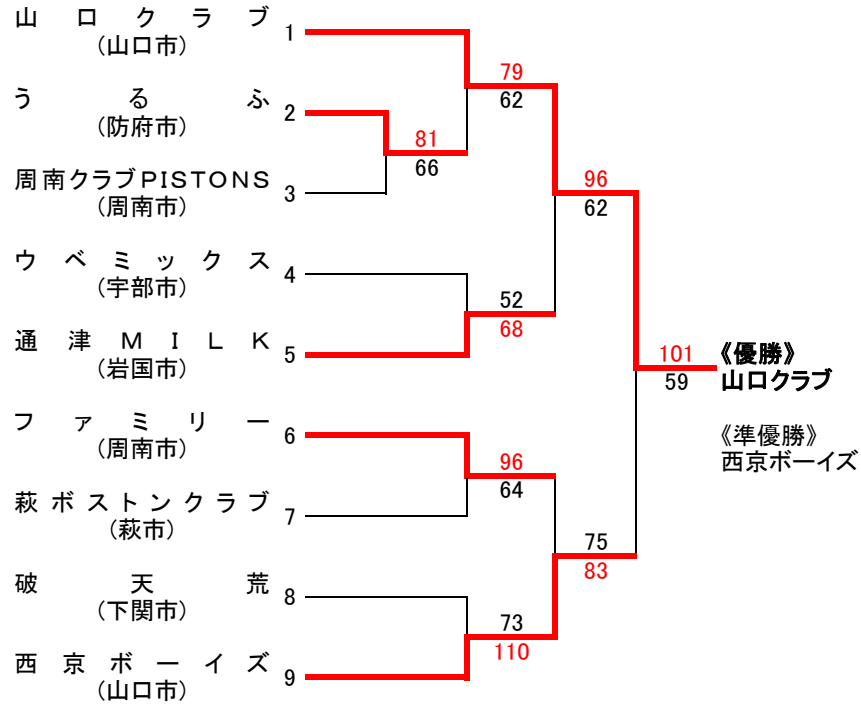 山口クラブ 1
（山口市）
79
62
うるふ 2
（防府市）
81
66
周南クラブPISTONS 3
（周南市）
96
62
ウベミックス 4
（宇部市）
52
68
通津ＭＩＬＫ 5
（岩国市）
101
59
《優勝》
山口クラブ
ファミリー 6
（周南市）
《準優勝》
西京ボーイズ
96
64
萩ボストンクラブ 7
（萩市）
75
83
破天荒 8
（下関市）
73
110
西京ボーイズ 9
（山口市）